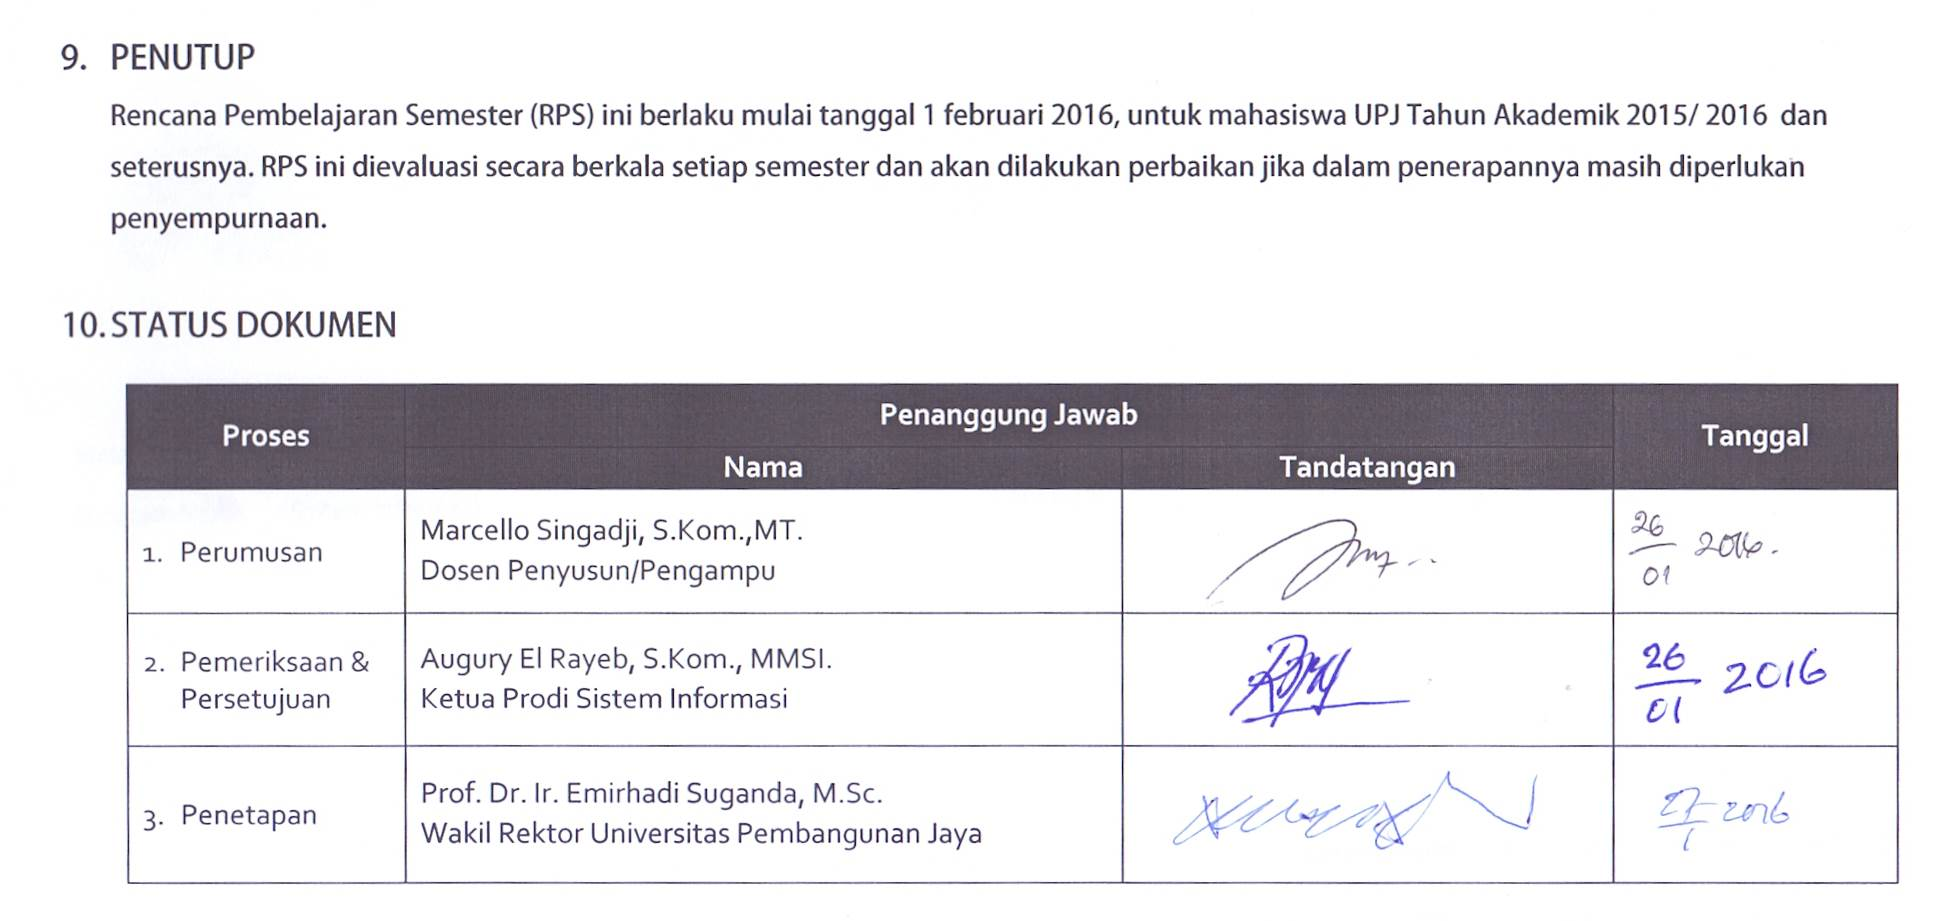 9. PENUTUP
Rencana Pembelajaran Semester (RPS) ini berlaku mulai tanggal 1 februari 2016, untuk mahasiswa UPJ Tahun Akademik 2015/ 2016 dan
seterusnya. RPS ini dievaluasi secara berkala setiap semester dan akan dilakukan perbaikan jika dalam penerapannya masih diperlukan
penyempurnaan.
10. STATUS DOKUMEN
Proses
Penanggung Jawab
Tanggal
Nama
Tandatangan
1. Perumusan
Marcello Singadji, S.Kom.,MT.
Dosen Penyusun/Pengampu
26/01 2016.
2. Pemeriksaan &
Persetujuan
Augury El Rayeb, S.Kom., MMSI.
Ketua Prodi Sistem Informasi
26/01 2016
3. Penetapan
Prof. Dr. Ir. Emirhadi Suganda, M.Sc.
Wakil Rektor Universitas Pembangunan Jaya
27/1 2016